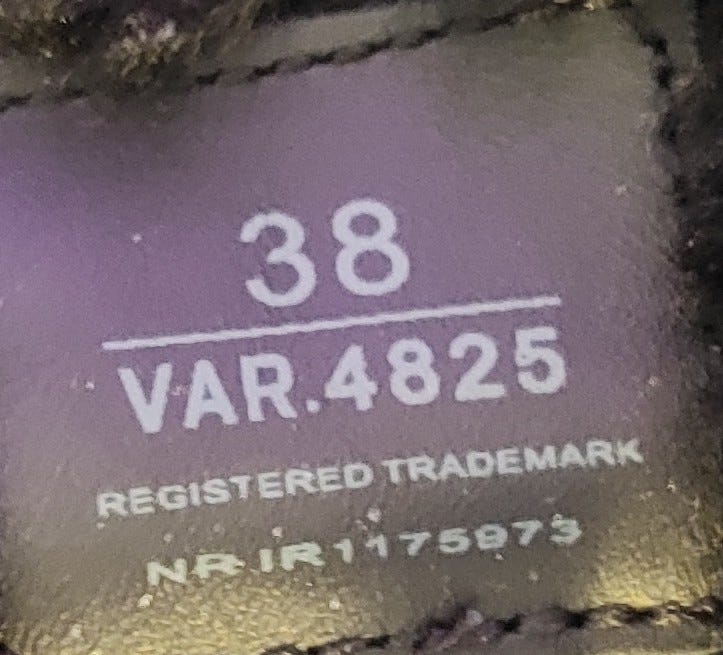 38
VAR.4825
REGISTERED TRADEMARK
NR IR1175973